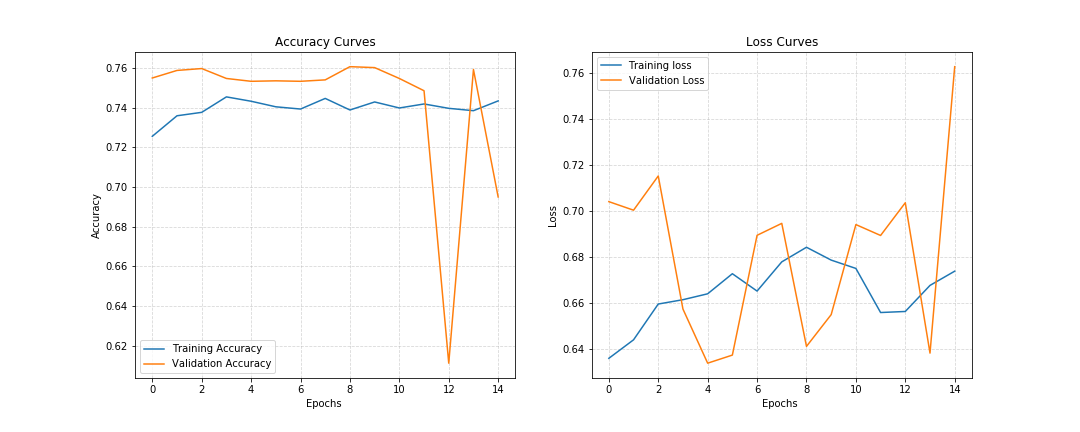 Accuracy Curves
0.76
0.74
0.72
0.70
0.68
0.66
0.64
0.62
Accuracy
Training Accuracy
Validation Accuracy
0 2 4 6 8 10 12 14
Epochs
Loss Curves
Training loss
Validation Loss
0.76
0.74
0.72
0.70
0.68
0.66
0.64
Loss
0 2 4 6 8 10 12 14
Epochs